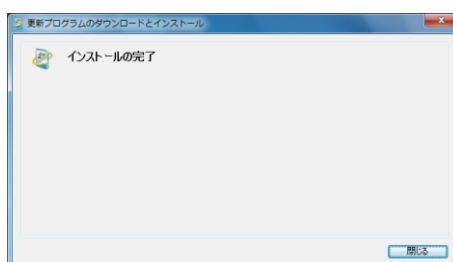 更新プログラムのダウンロードとインストール
インストールの完了
閉じる